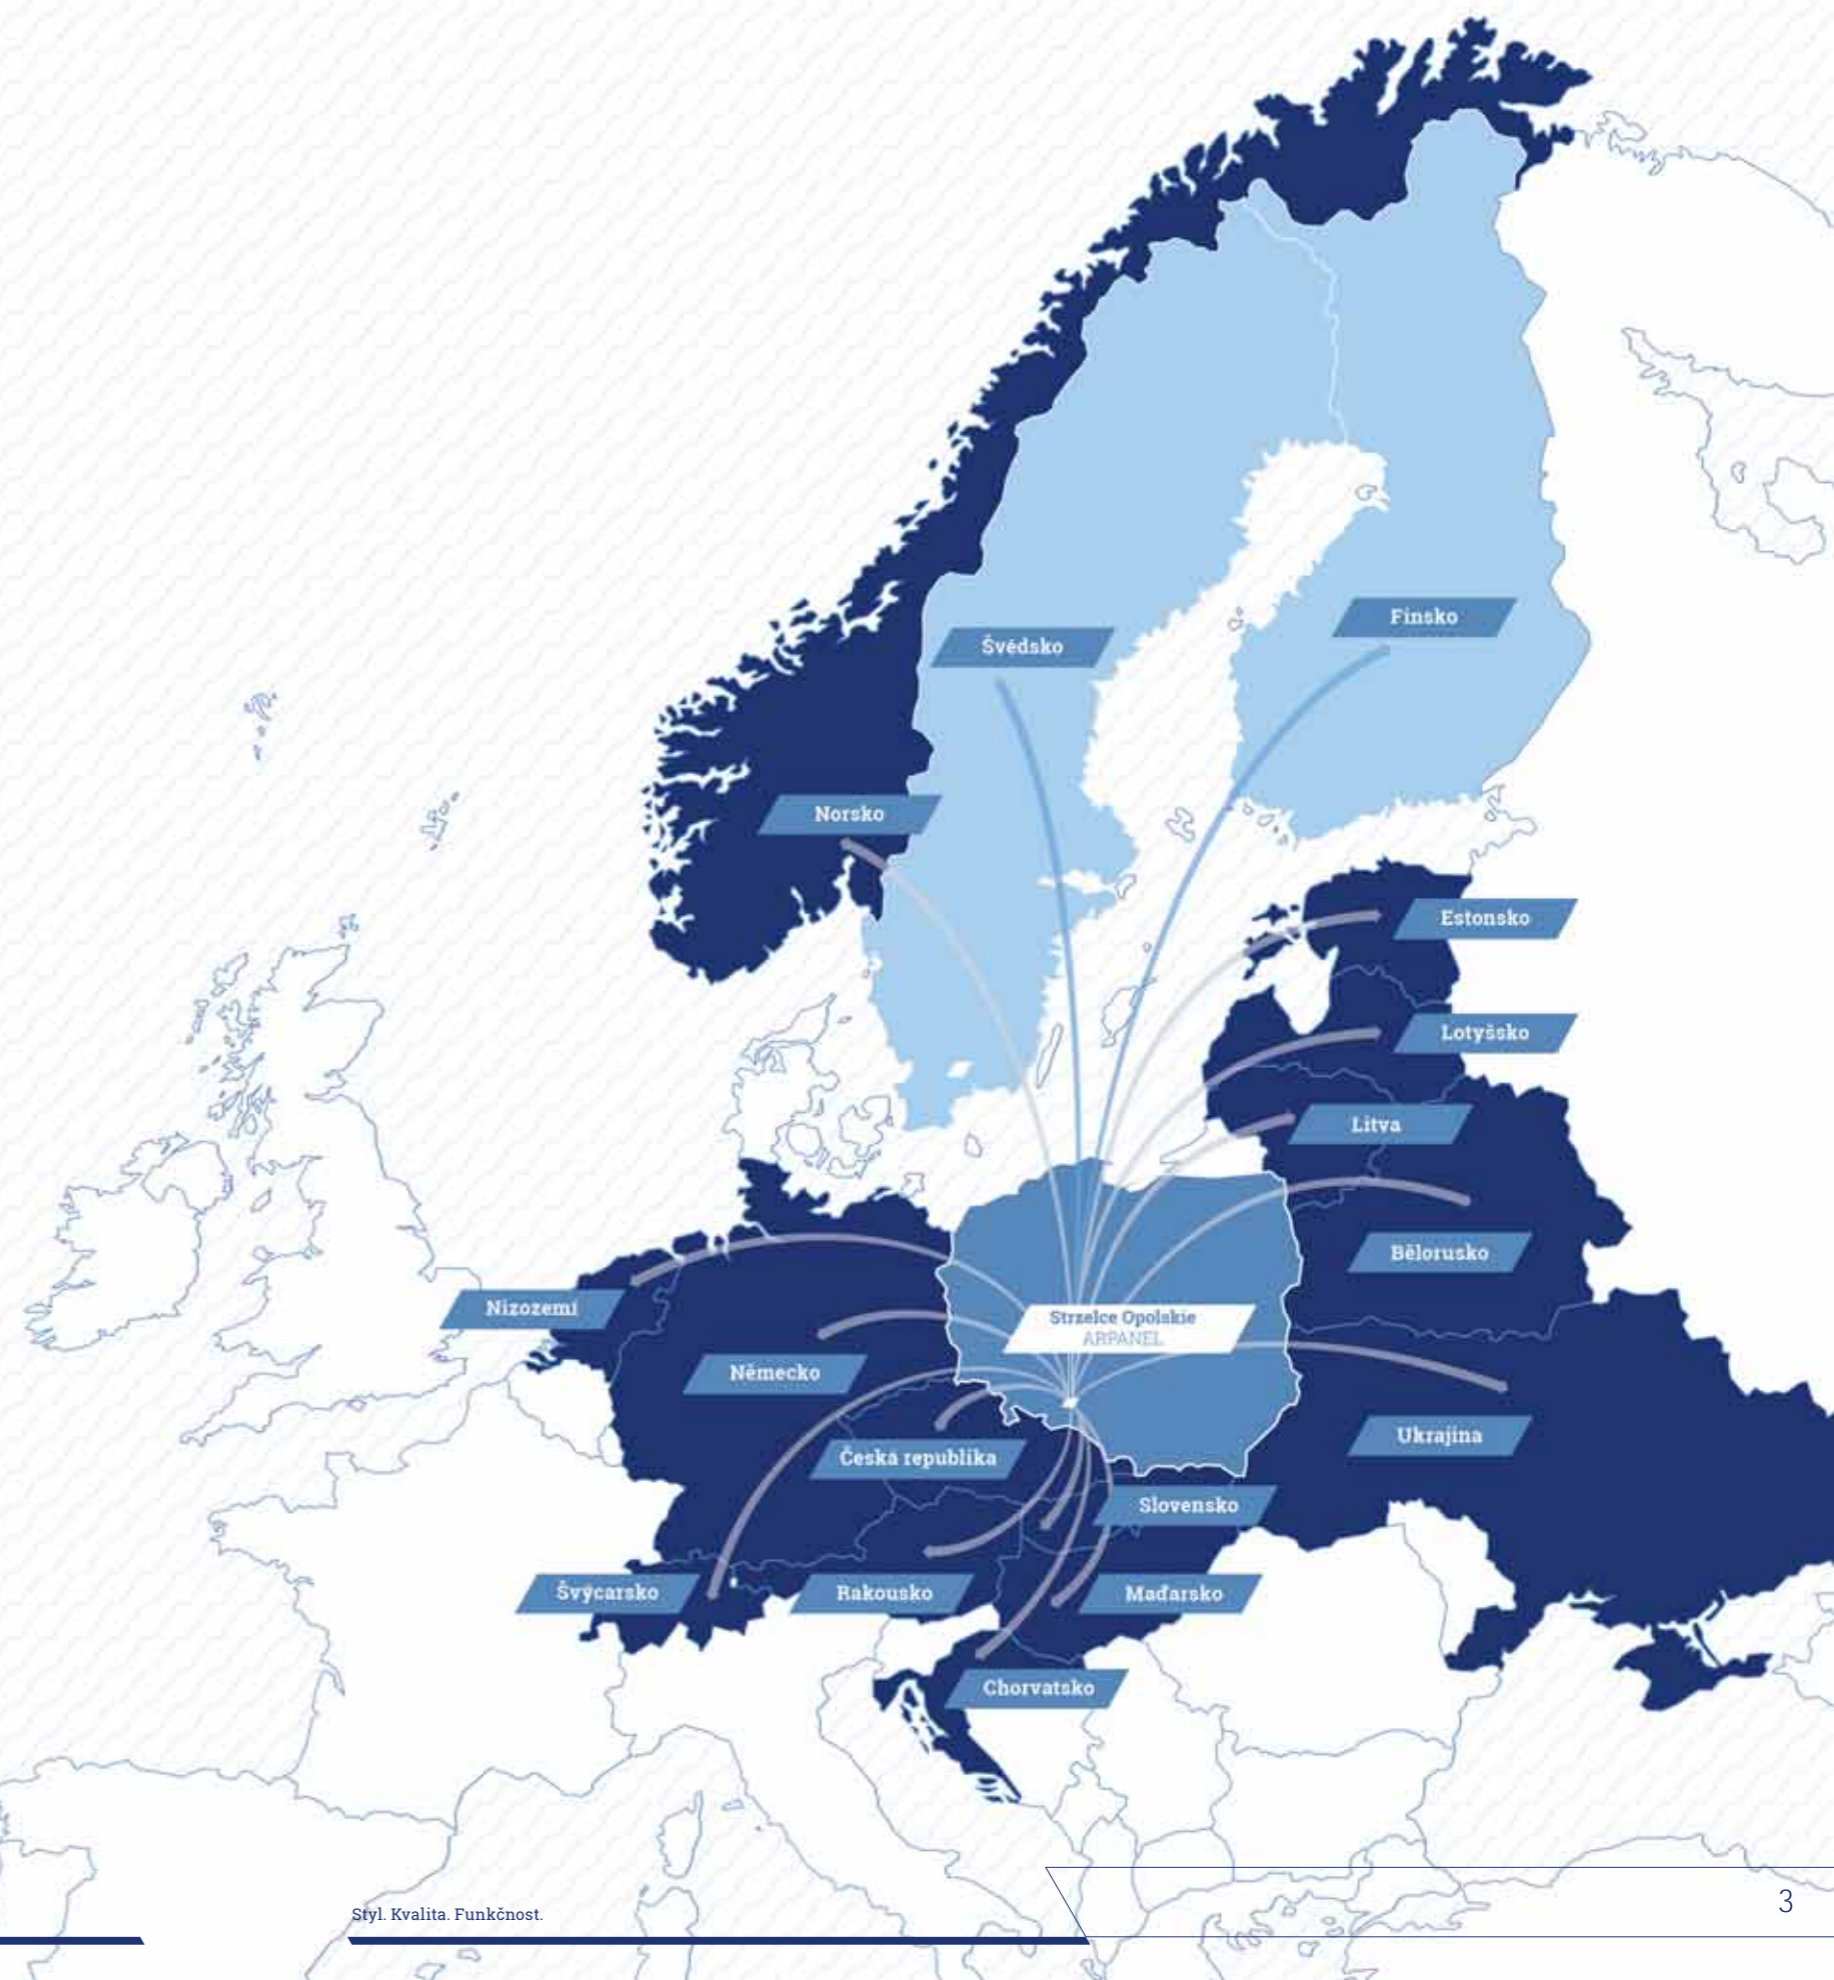 Finsko
Švédsko
Norsko
Estonsko
Lotyšsko
Litva
Bělorusko
Nizozemí
Strzelce Opolskie
ARPANEL
Německo
Ukrajina
Česká republika
Slovensko
Švýcarsko
Rakousko
Maďarsko
Chorvatsko
Styl. Kvalita. Funkčnost.
3